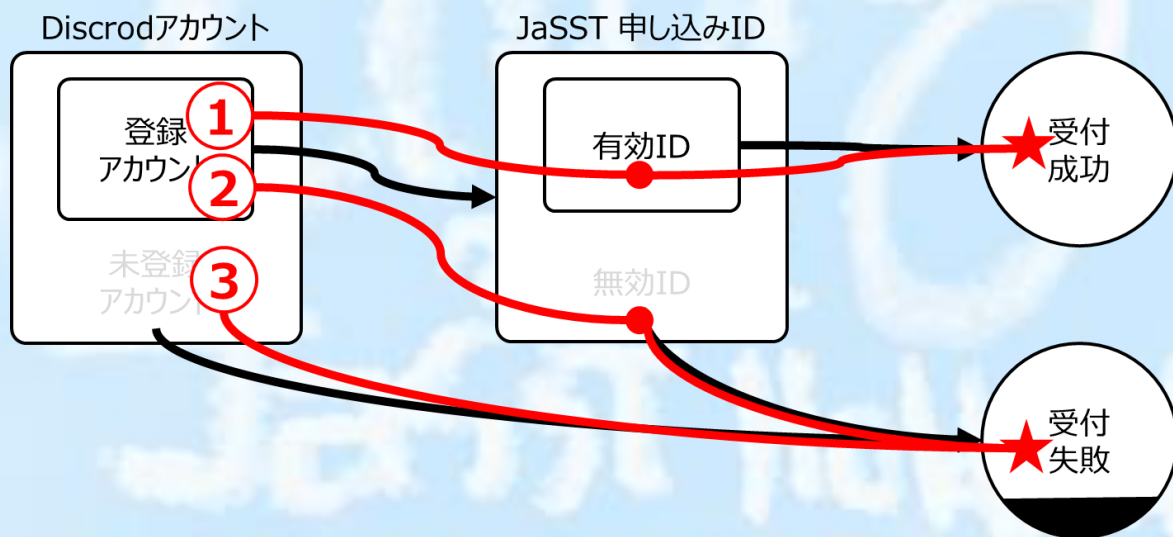 Discrodアカウント
JaSST 申し込みID
登録
アカウント
①
②
未登録
アカウント
③
有効ID
無効ID
受付
成功
受付
失敗